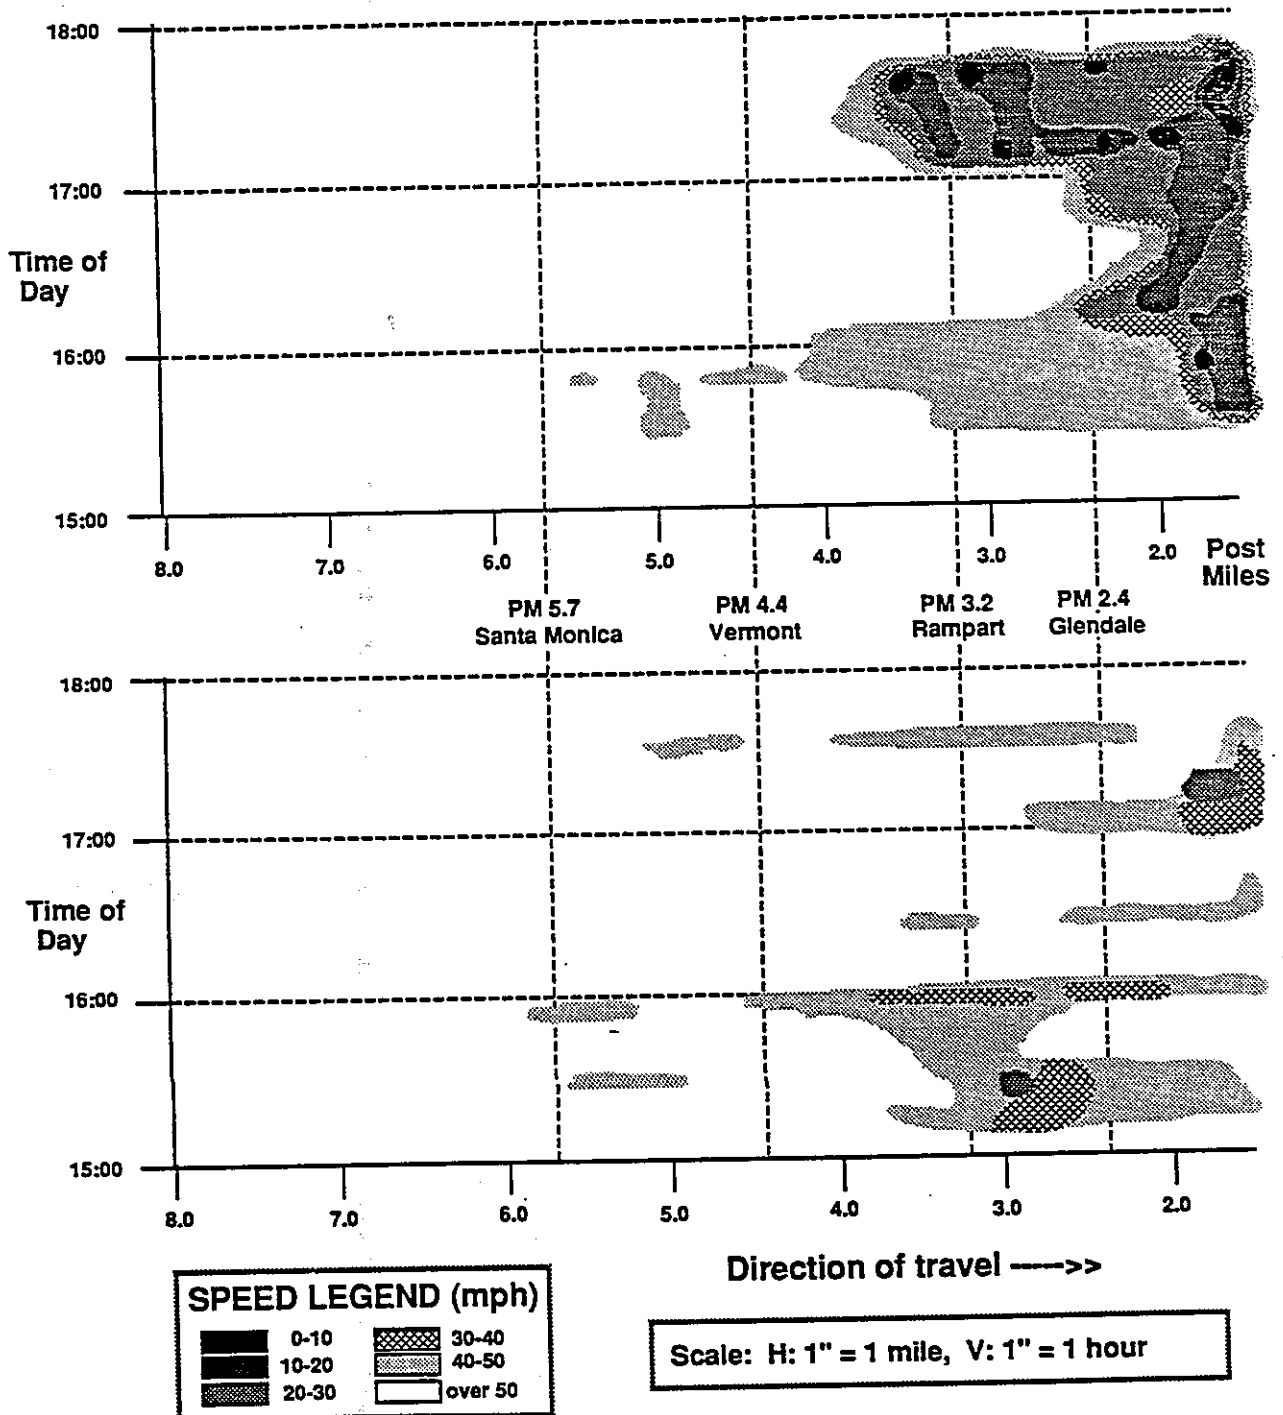 18:00
17:00
Time of
Day
16:00
15:00
8.0 7.0 6.0 5.0 4.0 3.0 2.0 Post
Miles
PM 5.7 PM 4.4 PM 3.2 PM 2.4
Santa Monica Vermont Rampart Glendale
18:00
17:00
Time of
Day
16:00
15:00
8.0 7.0 6.0 5.0 4.0 3.0 2.0
Direction of travel ---->>
SPEED LEGEND (mph)
0-10 30-40
10-20 40-50
20-30 over 50
Scale: H: 1" = 1 mile, V: 1" = 1 hour